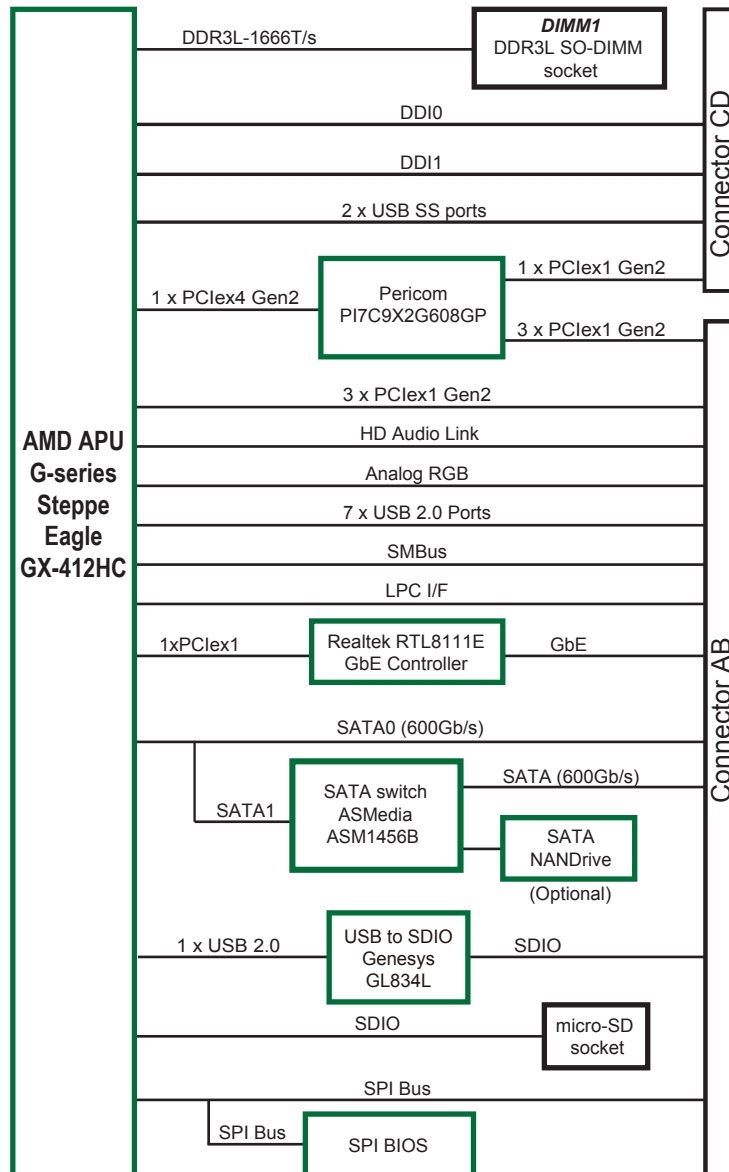 DDR3L-1666T/s
DIMM1
DDR3L SO-DIMM
socket
Connector CD
DDI0
DDI1
2 x USB SS ports
1 x PCIex4 Gen2
Pericom
PI7C9X2G608GP
1 x PCIex1 Gen2
3 x PCIex1 Gen2
3 x PCIex1 Gen2
AMD APU
G-series
Steppe
Eagle
GX-412HC
HD Audio Link
Analog RGB
7 x USB 2.0 Ports
SMBus
LPC I/F
1xPCIex1
Realtek RTL8111E
GbE Controller
GbE
Connector AB
SATA0 (600Gb/s)
SATA1
SATA switch
ASMedia
ASM1456B
SATA (600Gb/s)
SATA
NANDrive
(Optional)
1 x USB 2.0
USB to SDIO
Genesys
GL834L
SDIO
SDIO
micro-SD
socket
SPI Bus
SPI Bus
SPI BIOS